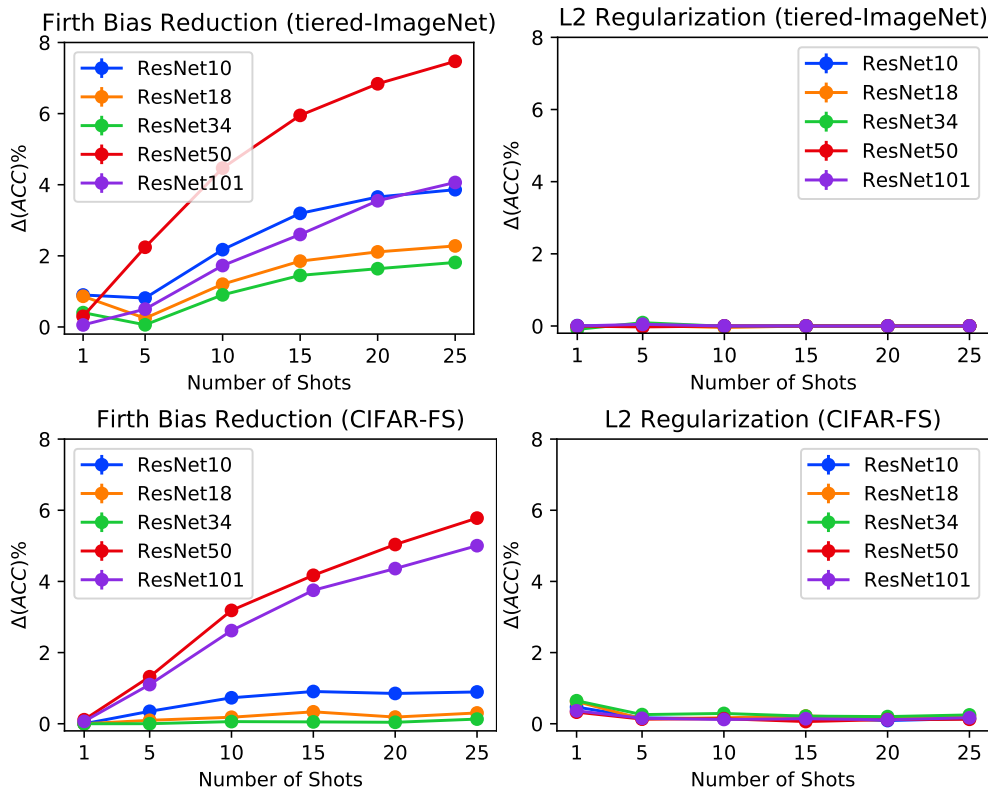 Firth Bias Reduction (tiered-ImageNet)
8
6
4
2
0
Δ(ACC)%
ResNet10
ResNet18
ResNet34
ResNet50
ResNet101
1 5 10 15 20 25
Number of Shots
L2 Regularization (tiered-ImageNet)
8
6
4
2
0
Δ(ACC)%
ResNet10
ResNet18
ResNet34
ResNet50
ResNet101
1 5 10 15 20 25
Number of Shots
Firth Bias Reduction (CIFAR-FS)
8
6
4
2
0
Δ(ACC)%
ResNet10
ResNet18
ResNet34
ResNet50
ResNet101
1 5 10 15 20 25
Number of Shots
L2 Regularization (CIFAR-FS)
8
6
4
2
0
Δ(ACC)%
ResNet10
ResNet18
ResNet34
ResNet50
ResNet101
1 5 10 15 20 25
Number of Shots